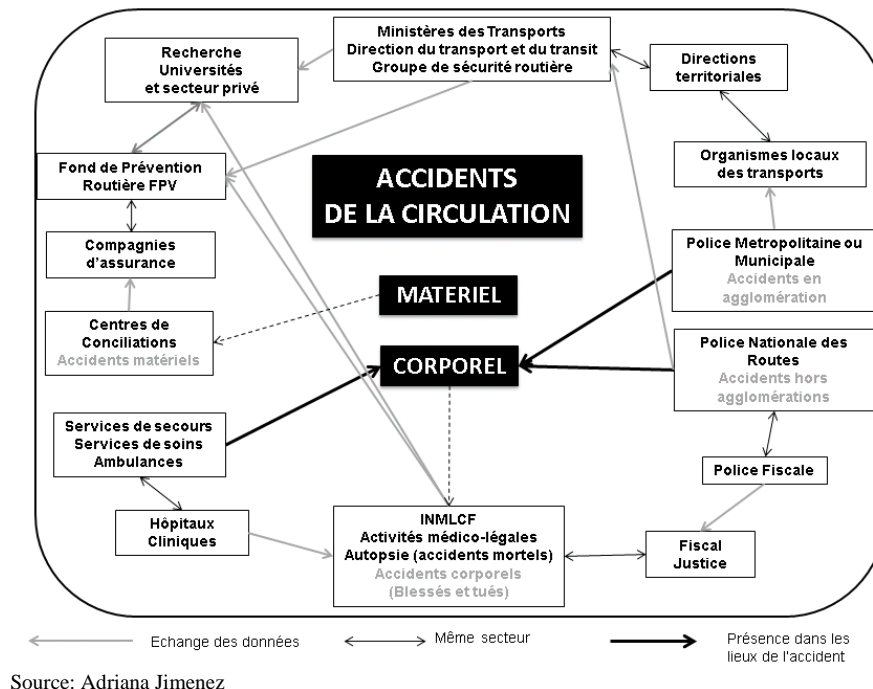 Ministères des Transports
Direction du transport et du transit
Groupe de sécurité routière
Recherche
Universités
et secteur privé
Directions
territoriales
Fond de Prévention
Routière FPV
ACCIDENTS
DE LA CIRCULATION
Organismes locaux
des transports
Compagnies
d'assurance
Police Metropolitaine ou
Municipale
Accidents en
agglomération
MATERIEL
Centres de
Conciliations
Accidents matériels
CORPOREL
Police Nationale des
Routes
Accidents hors
agglomérations
Services de secours
Services de soins
Ambulances
Police Fiscale
Hôpitaux
Cliniques
INMLCF
Activités médico-légales
Autopsie (accidents mortels)
Accidents corporels
(Blessés et tués)
Fiscal
Justice
Echange des données
Même secteur
Présence dans les
lieux de l'accident
Source: Adriana Jimenez